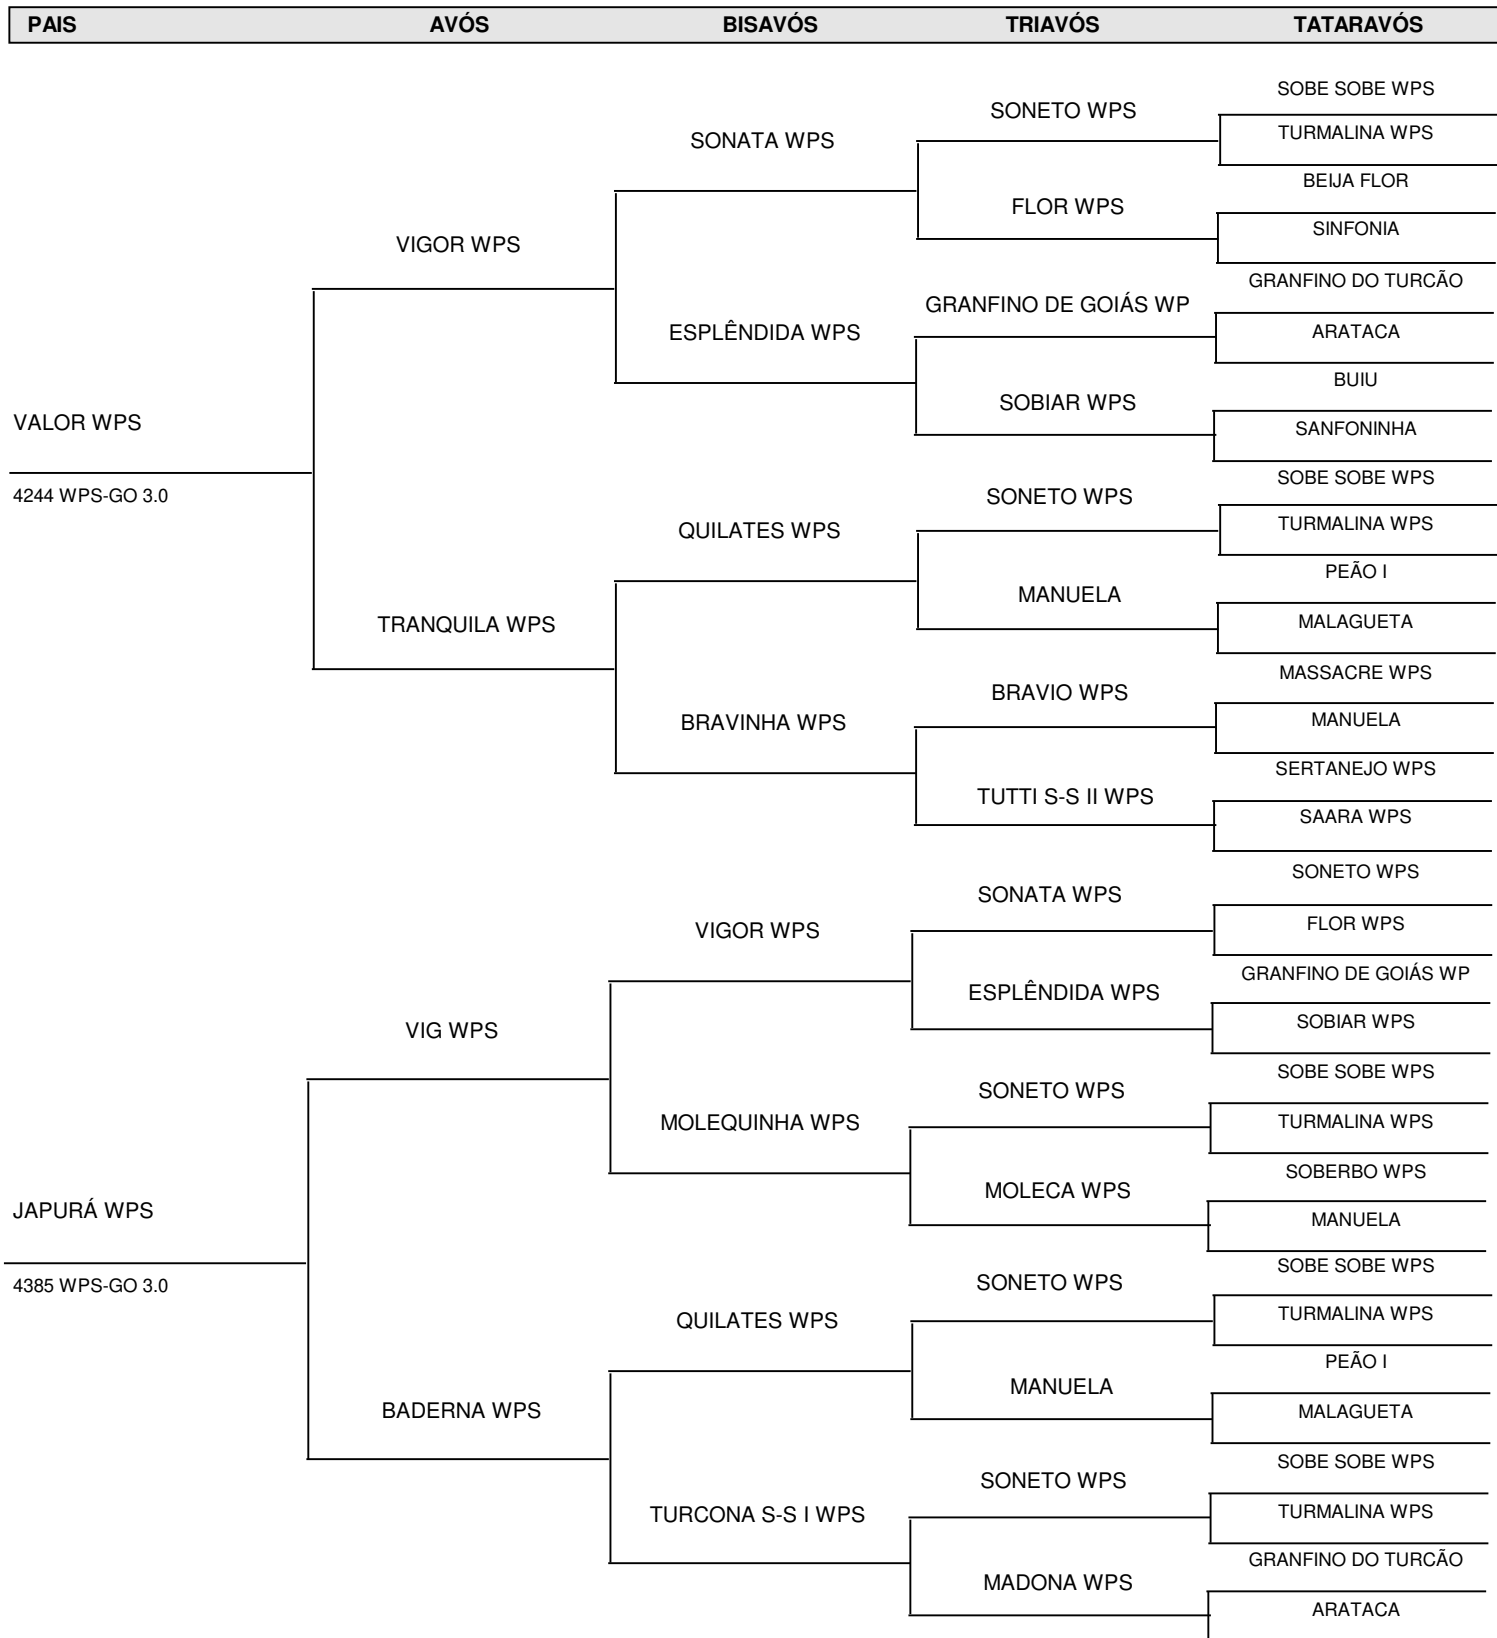 PAIS AVÓS BISAVÓS TRIAVÓS TATARAVÓS
SOBE SOBE WPS
SONETO WPS
TURMALINA WPS
SONATA WPS
BEIJA FLOR
FLOR WPS
SINFONIA
VIGOR WPS
GRANFINO DO TURCÃO
GRANFINO DE GOIÁS WP
ARATACA
ESPLÊNDIDA WPS
BUIU
SOBIAR WPS
SANFONINHA
VALOR WPS
4244 WPS-GO 3.0
SOBE SOBE WPS
SONETO WPS
TURMALINA WPS
QUILATES WPS
PEÃO I
MANUELA
MALAGUETA
TRANQUILA WPS
MASSACRE WPS
BRAVIO WPS
MANUELA
BRAVINHA WPS
SERTANEJO WPS
TUTTI S-S II WPS
SAARA WPS
SONETO WPS
SONATA WPS
FLOR WPS
VIGOR WPS
GRANFINO DE GOIÁS WP
ESPLÊNDIDA WPS
SOBIAR WPS
VIG WPS
SOBE SOBE WPS
SONETO WPS
TURMALINA WPS
MOLEQUINHA WPS
SOBERBO WPS
MOLECA WPS
MANUELA
JAPURÁ WPS
4385 WPS-GO 3.0
SOBE SOBE WPS
SONETO WPS
TURMALINA WPS
QUILATES WPS
PEÃO I
MANUELA
MALAGUETA
BADERNA WPS
SOBE SOBE WPS
SONETO WPS
TURMALINA WPS
TURCONA S-S I WPS
GRANFINO DO TURCÃO
MADONA WPS
ARATACA